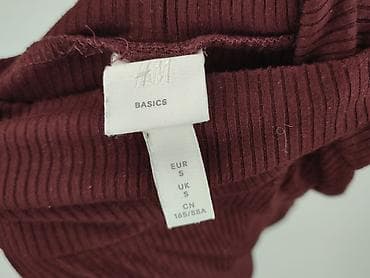 H&M
BASICS
EUR
S
UK
S
CN
165/88A